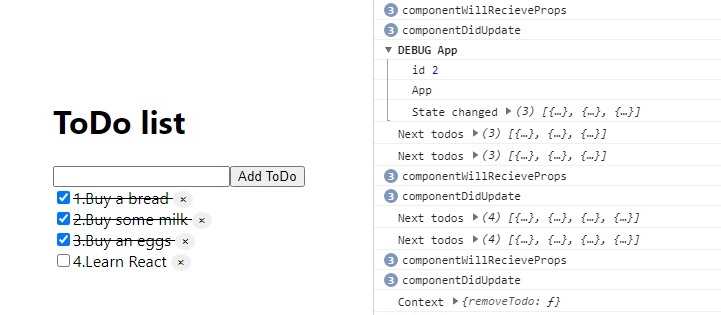 ToDo list
Add ToDo
1.Buy a bread ×
2.Buy some milk ×
3.Buy an eggs ×
4.Learn React ×
3 componentWillRecieveProps
3 componentDidUpdate
▼ DEBUG App
id 2
App
State changed ▶(3) [{…}, {…}, {…}]
Next todos ▶(3) [{…}, {…}, {…}]
Next todos ▶(3) [{…}, {…}, {…}]
3 componentWillRecieveProps
3 componentDidUpdate
Next todos ▶(4) [{…}, {…}, {…}, {…}]
Next todos ▶(4) [{…}, {…}, {…}, {…}]
3 componentWillRecieveProps
3 componentDidUpdate
Context ▶{removeTodo: ƒ}